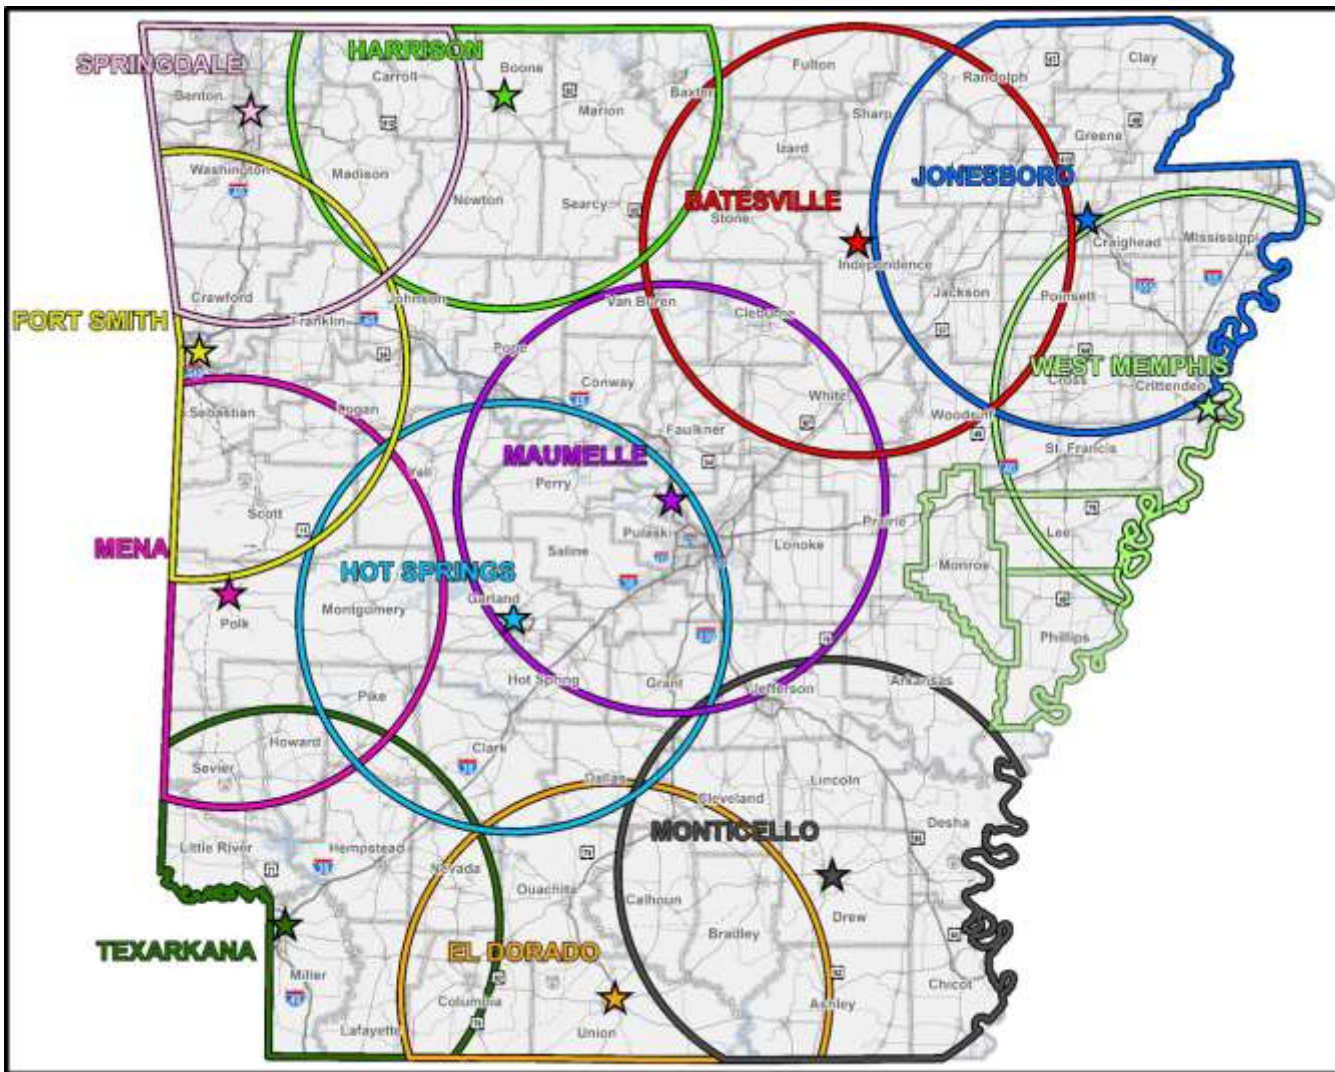 HARRISON
SPRINGDALE
Carroll
Boone
Fulton
Randolph
Clay
Benton
Marion
Baxter
Sharp
Greene
Izard
Washington
Madison
Newton
Searcy
Stone
BATESVILLE
JONESBORO
Craighead
Mississippi
Independence
Crawford
Johnson
Van Buren
Jackson
Poinsett
FORT SMITH
Franklin
Cleburne
Pope
WEST MEMPHIS
Conway
Cross
Crittenden
Sebastian
Logan
White
Woodruff
Faulkner
St. Francis
MAUMELLE
Yell
Perry
Scott
Pulaski
Prairie
Lee
MENA
Saline
Lonoke
Monroe
HOT SPRINGS
Garland
Montgomery
Polk
Phillips
Hot Spring
Grant
Jefferson
Arkansas
Pike
Howard
Clark
Sevier
Dallas
Lincoln
Cleveland
MONTICELLO
Desha
Little River
Hempstead
Nevada
Ouachita
Calhoun
Drew
Bradley
TEXARKANA
EL DORADO
Miller
Columbia
Ashley
Chicot
Lafayette
Union